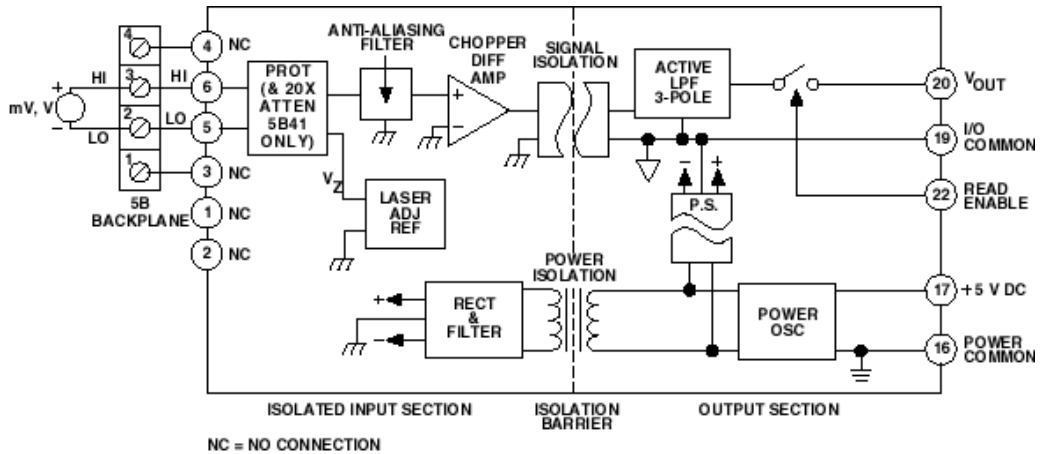 4
4
NC
HI
3
HI
6
mV, V
+
−
LO
2
LO
5
1
3
NC
5B
BACKPLANE
1
NC
2
NC
PROT
(& 20X
ATTEN
5B41
ONLY)
ANTI-ALIASING
FILTER
CHOPPER
DIFF
AMP
+
−
SIGNAL
ISOLATION
ACTIVE
LPF
3-POLE
20
VOUT
19
I/O
COMMON
22
READ
ENABLE
VZ
LASER
ADJ
REF
− +
P.S.
POWER
ISOLATION
+
−
RECT
&
FILTER
POWER
OSC
17
+5 V DC
16
POWER
COMMON
ISOLATED INPUT SECTION
ISOLATION
BARRIER
OUTPUT SECTION
NC = NO CONNECTION